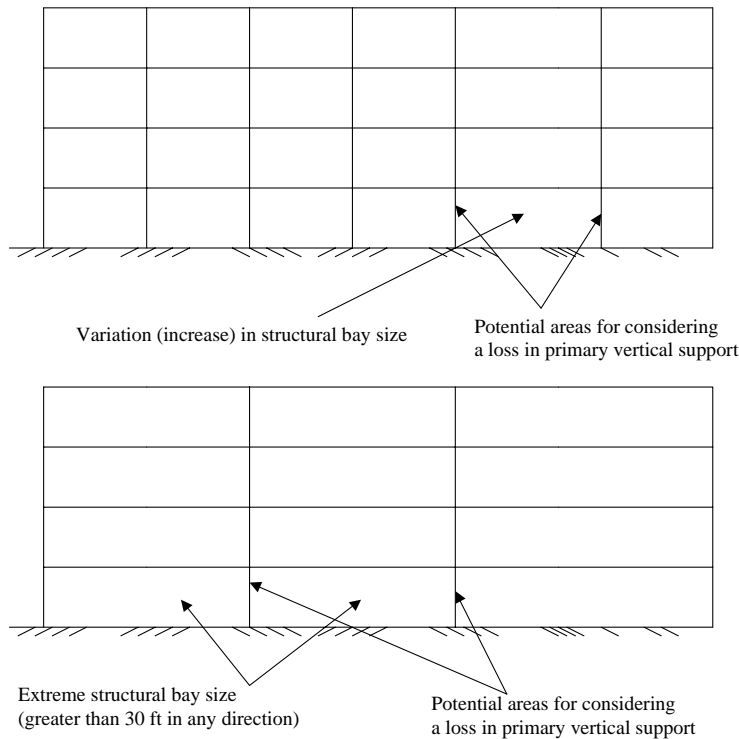 Variation (increase) in structural bay size
Potential areas for considering
a loss in primary vertical support
Extreme structural bay size
(greater than 30 ft in any direction)
Potential areas for considering
a loss in primary vertical support